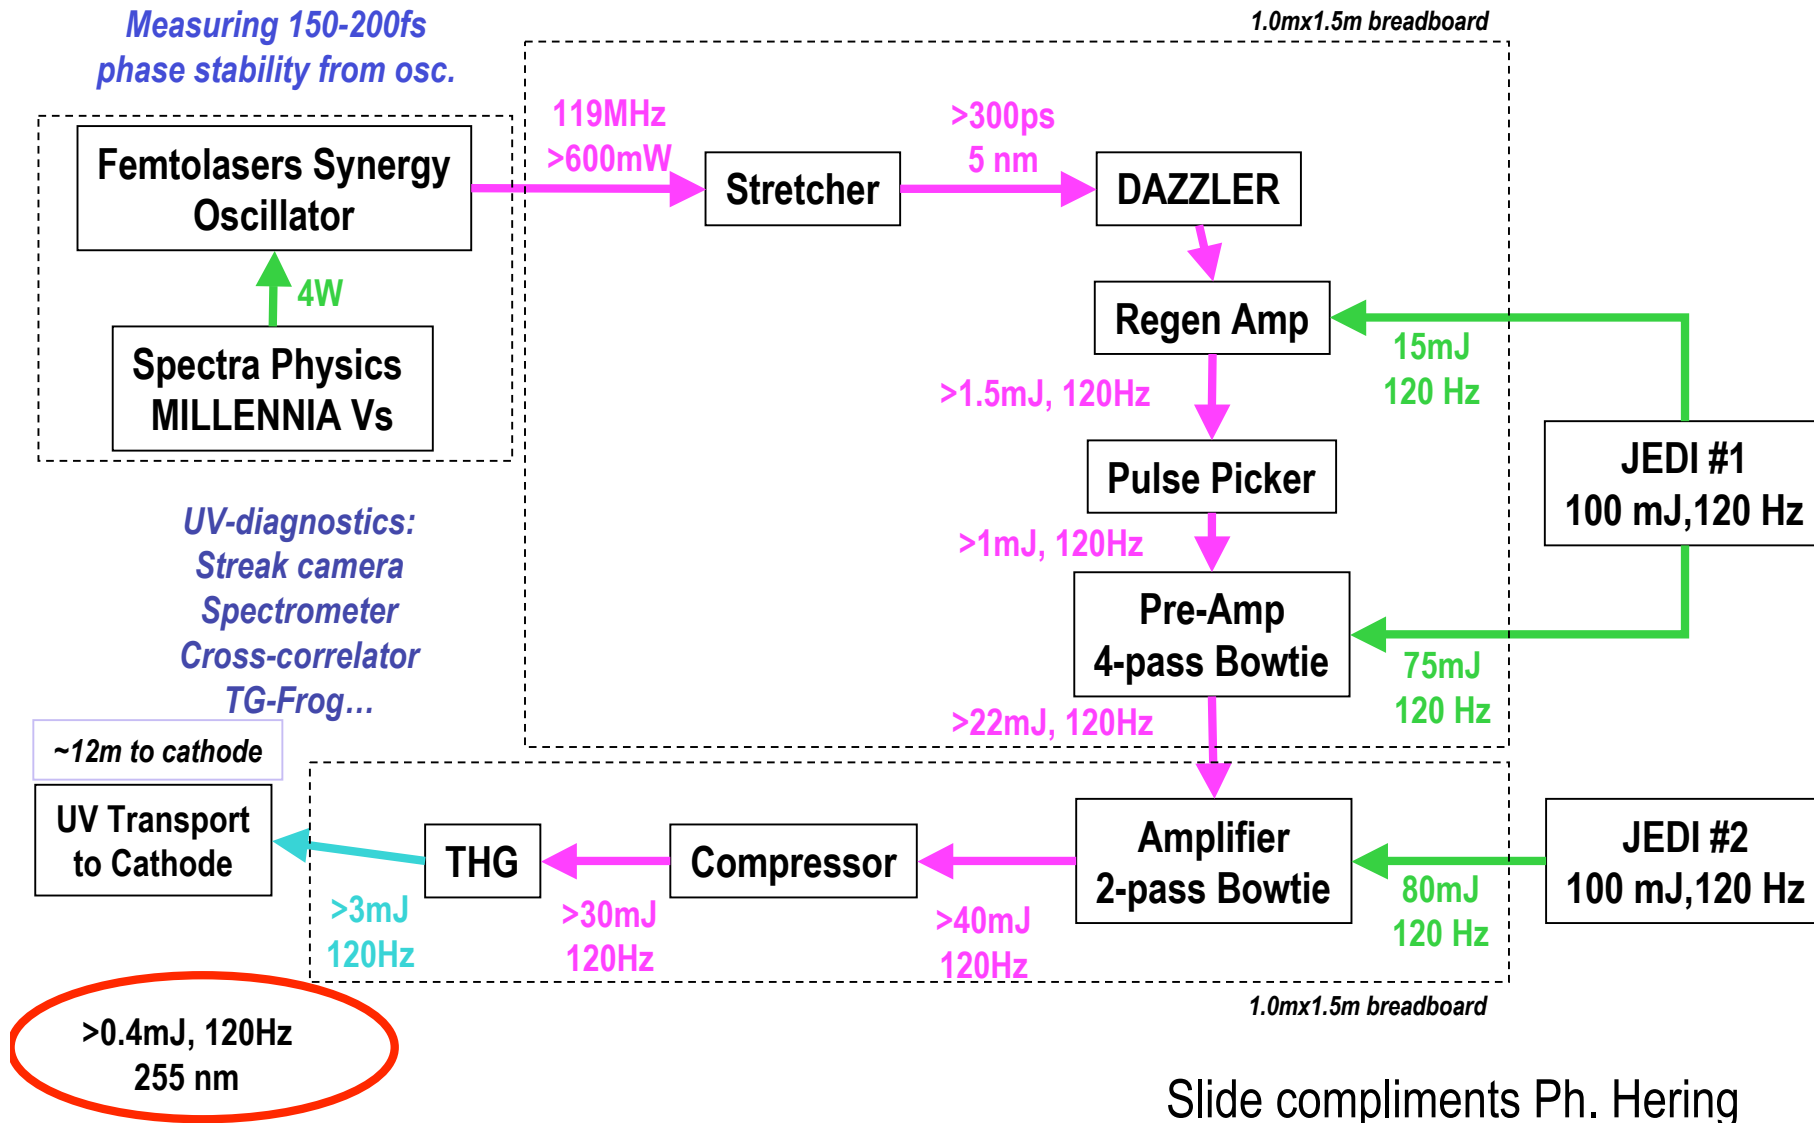 Measuring 150-200fs
phase stability from osc.
1.0mx1.5m breadboard
Femtolasers Synergy
Oscillator
119MHz
>600mW
Stretcher
>300ps
5 nm
DAZZLER
4W
Spectra Physics
MILLENNIA Vs
Regen Amp
15mJ
120 Hz
>1.5mJ, 120Hz
Pulse Picker
JEDI #1
100 mJ,120 Hz
>1mJ, 120Hz
UV-diagnostics:
Streak camera
Spectrometer
Cross-correlator
TG-Frog…
Pre-Amp
4-pass Bowtie
75mJ
120 Hz
>22mJ, 120Hz
~12m to cathode
UV Transport
to Cathode
THG
Compressor
Amplifier
2-pass Bowtie
JEDI #2
100 mJ,120 Hz
80mJ
120 Hz
>3mJ
120Hz
>30mJ
120Hz
>40mJ
120Hz
1.0mx1.5m breadboard
>0.4mJ, 120Hz
255 nm
Slide compliments Ph. Hering